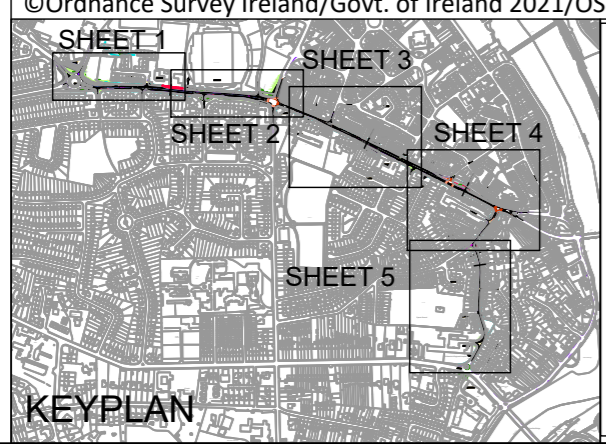 ©Ordnance Survey Ireland/Govt. of Ireland 2021/OS
SHEET 1
SHEET 3
SHEET 2
SHEET 4
SHEET 5
KEYPLAN